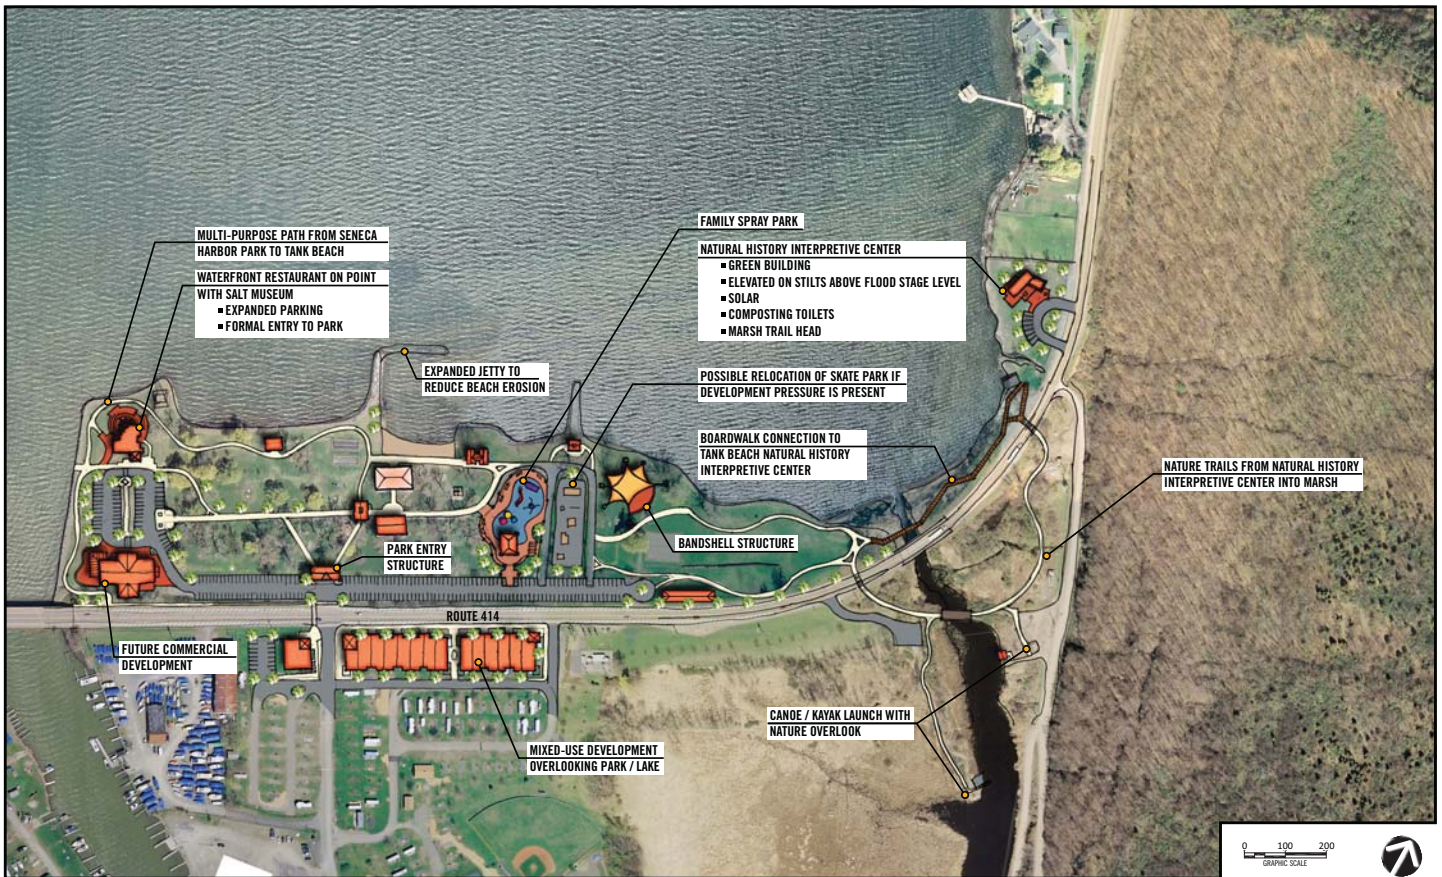 FAMILY SPRAY PARK
MULTI-PURPOSE PATH FROM SENECA
HARBOR PARK TO TANK BEACH
NATURAL HISTORY INTERPRETIVE CENTER
▪ GREEN BUILDING
▪ ELEVATED ON STILTS ABOVE FLOOD STAGE LEVEL
▪ SOLAR
▪ COMPOSTING TOILETS
▪ MARSH TRAIL HEAD
WATERFRONT RESTAURANT ON POINT
WITH SALT MUSEUM
▪ EXPANDED PARKING
▪ FORMAL ENTRY TO PARK
EXPANDED JETTY TO
REDUCE BEACH EROSION
POSSIBLE RELOCATION OF SKATE PARK IF
DEVELOPMENT PRESSURE IS PRESENT
BOARDWALK CONNECTION TO
TANK BEACH NATURAL HISTORY
INTERPRETIVE CENTER
NATURE TRAILS FROM NATURAL HISTORY
INTERPRETIVE CENTER INTO MARSH
BANDSHELL STRUCTURE
PARK ENTRY
STRUCTURE
ROUTE 414
FUTURE COMMERCIAL
DEVELOPMENT
CANOE / KAYAK LAUNCH WITH
NATURE OVERLOOK
MIXED-USE DEVELOPMENT
OVERLOOKING PARK / LAKE
0 100 200
GRAPHIC SCALE